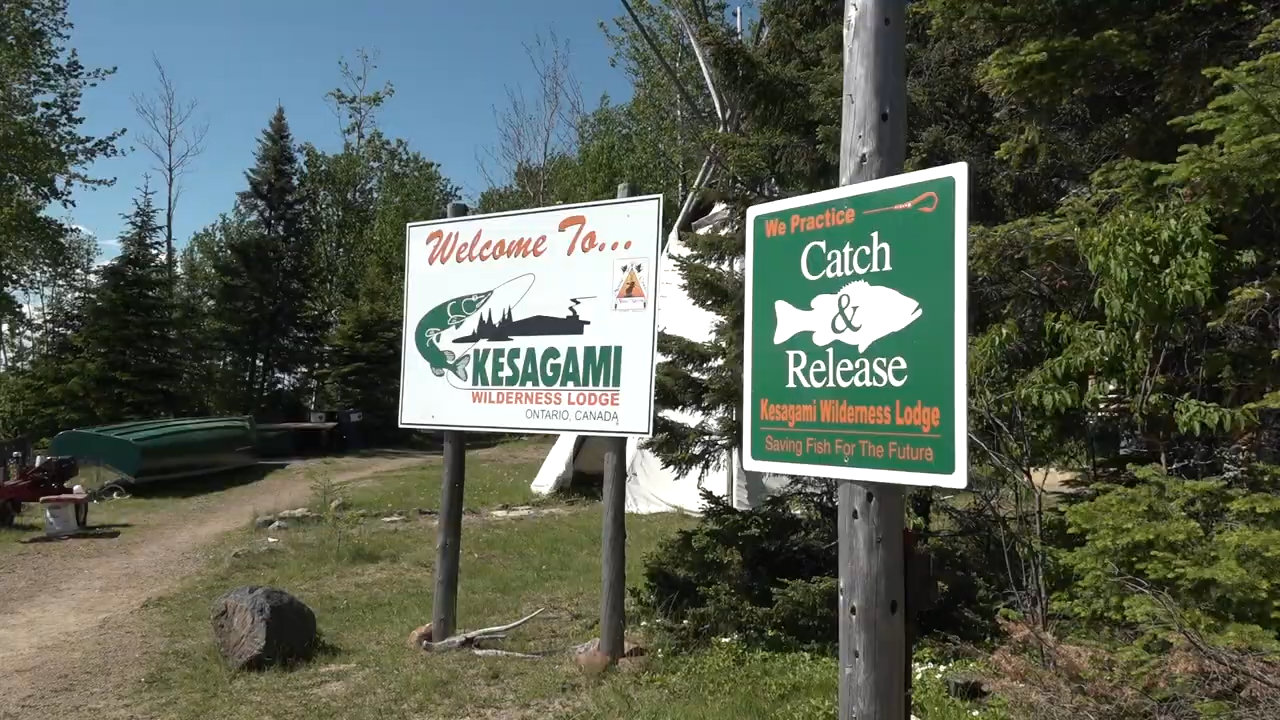 Welcome To...
KESAGAMI
WILDERNESS LODGE
ONTARIO, CANADA
We Practice
Catch
&
Release
Kesagami Wilderness Lodge
Saving Fish For The Future